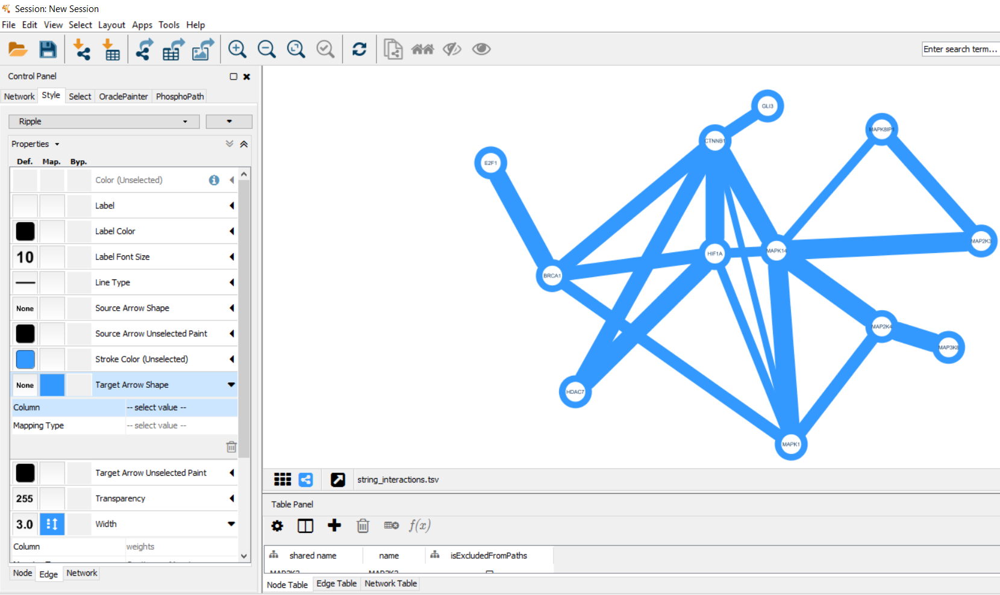 Session: New Session
File Edit View Select Layout Apps Tools Help
Enter search term...
Control Panel
Network Style Select OraclePainter PhosphoPath
Ripple
Properties
Def. Map. Byp.
Color (Unselected)
Label
Label Color
10 Label Font Size
Line Type
None Source Arrow Shape
Source Arrow Unselected Paint
Stroke Color (Unselected)
None Target Arrow Shape
Column -- select value --
Mapping Type -- select value --
Target Arrow Unselected Paint
255 Transparency
3.0 Width
Column weights
Node Edge Network
GLI3
MAPK8IP1
CTNNB1
E2F1
MAP2K3
MAPK14
HIF1A
BRCA1
MAP2K4
MAP3K8
HDAC7
MAPK1
string_interactions.tsv
Table Panel
f(x)
shared name name isExcludedFromPaths
Node Table Edge Table Network Table